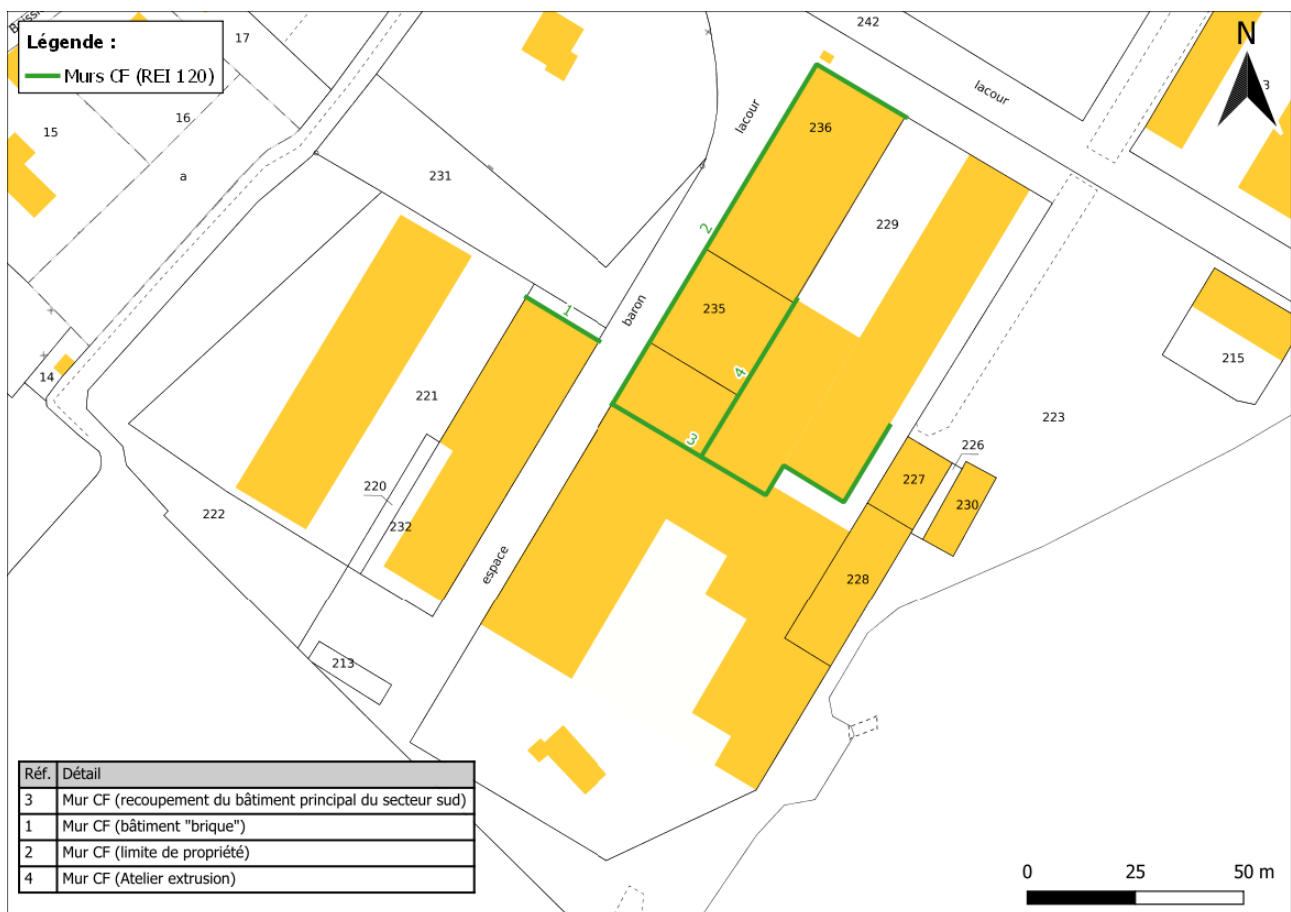 Légende :
Murs CF (REI 120)
17
242
N
3
lacour
lacour
15
16
a
231
236
229
2
baron
235
1
4
215
14
221
223
3
226
220
227
222
232
230
espace
228
213
Réf. Détail
3 Mur CF (recoupement du bâtiment principal du secteur sud)
1 Mur CF (bâtiment "brique")
2 Mur CF (limite de propriété)
4 Mur CF (Atelier extrusion)
0 25 50 m